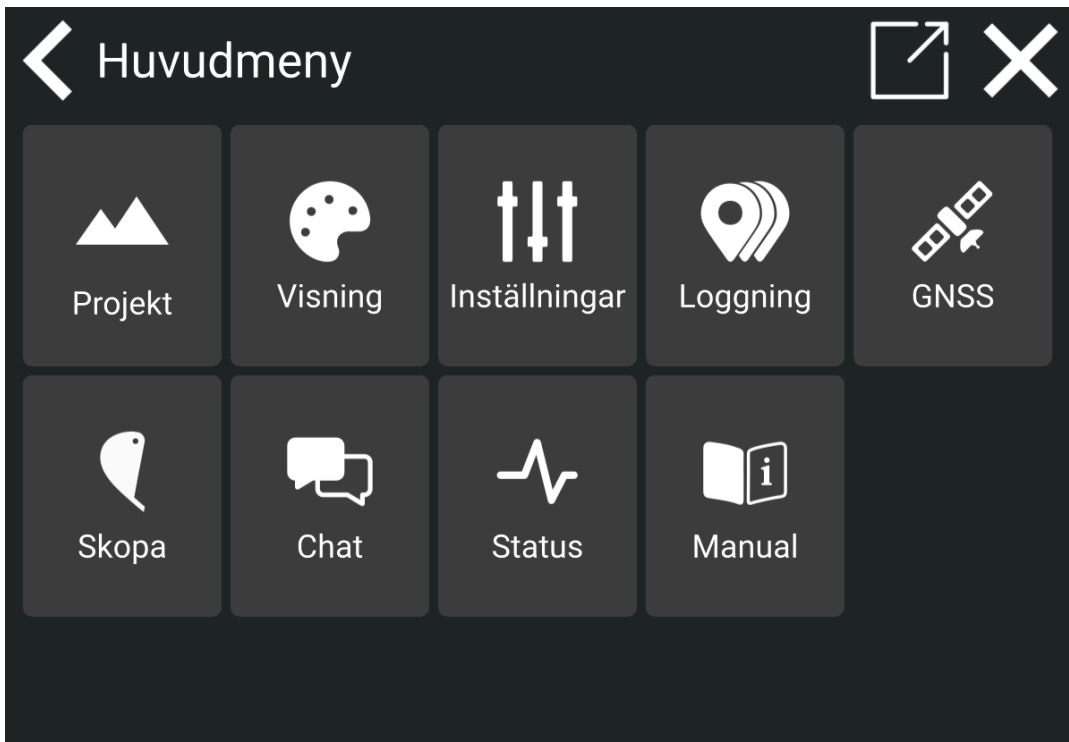 Huvudmeny
Projekt
Visning
Inställningar
Loggning
GNSS
Skopa
Chat
Status
i
Manual